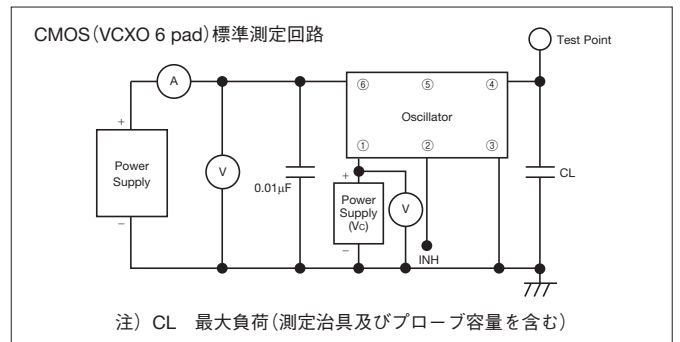 CMOS(VCXO 6 pad)標準測定回路
Test Point
A
⑥ ⑤ ④
Oscillator
① ② ③
+
Power
Supply
−
V
0.01μF
+
Power
Supply
(VC)
−
V
INH
CL
注) CL 最大負荷(測定治具及びプローブ容量を含む)